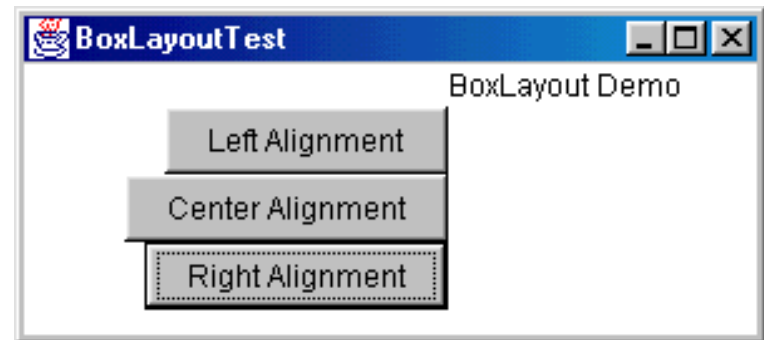 BoxLayoutTest
BoxLayout Demo
Left Alignment
Center Alignment
Right Alignment